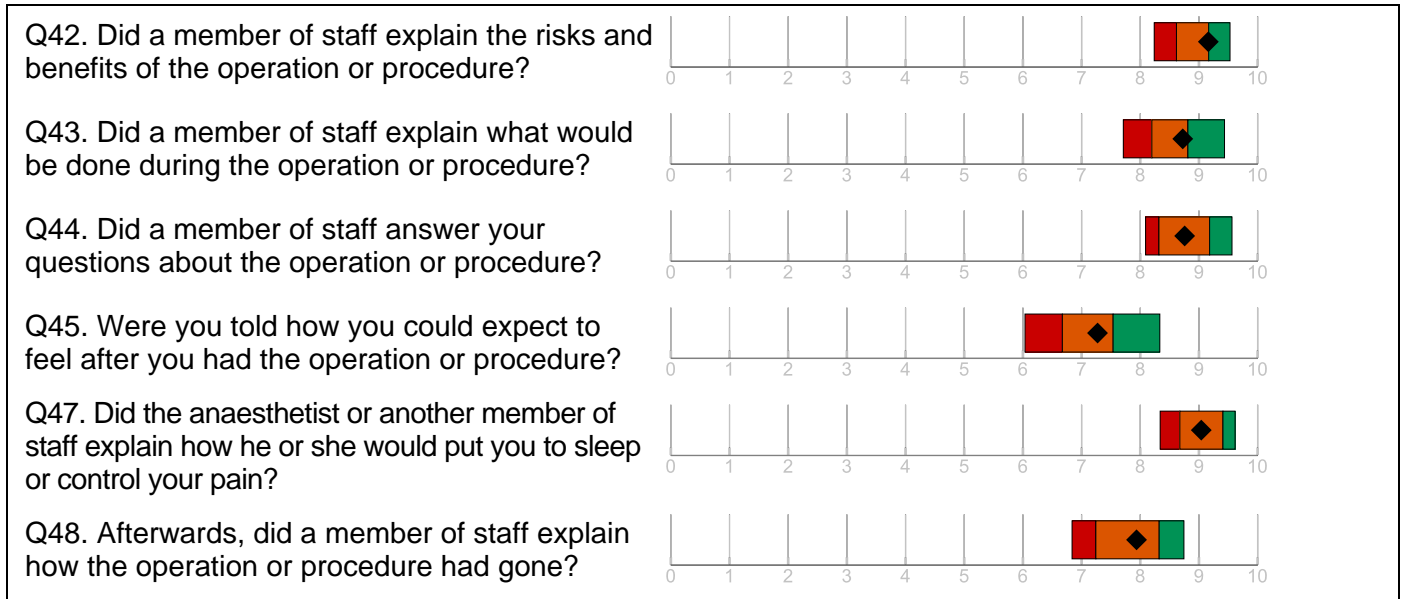 Q42. Did a member of staff explain the risks and
benefits of the operation or procedure?
0 1 2 3 4 5 6 7 8 9 10
Q43. Did a member of staff explain what would
be done during the operation or procedure?
0 1 2 3 4 5 6 7 8 9 10
Q44. Did a member of staff answer your
questions about the operation or procedure?
0 1 2 3 4 5 6 7 8 9 10
Q45. Were you told how you could expect to
feel after you had the operation or procedure?
0 1 2 3 4 5 6 7 8 9 10
Q47. Did the anaesthetist or another member of
staff explain how he or she would put you to sleep
or control your pain?
0 1 2 3 4 5 6 7 8 9 10
Q48. Afterwards, did a member of staff explain
how the operation or procedure had gone?
0 1 2 3 4 5 6 7 8 9 10